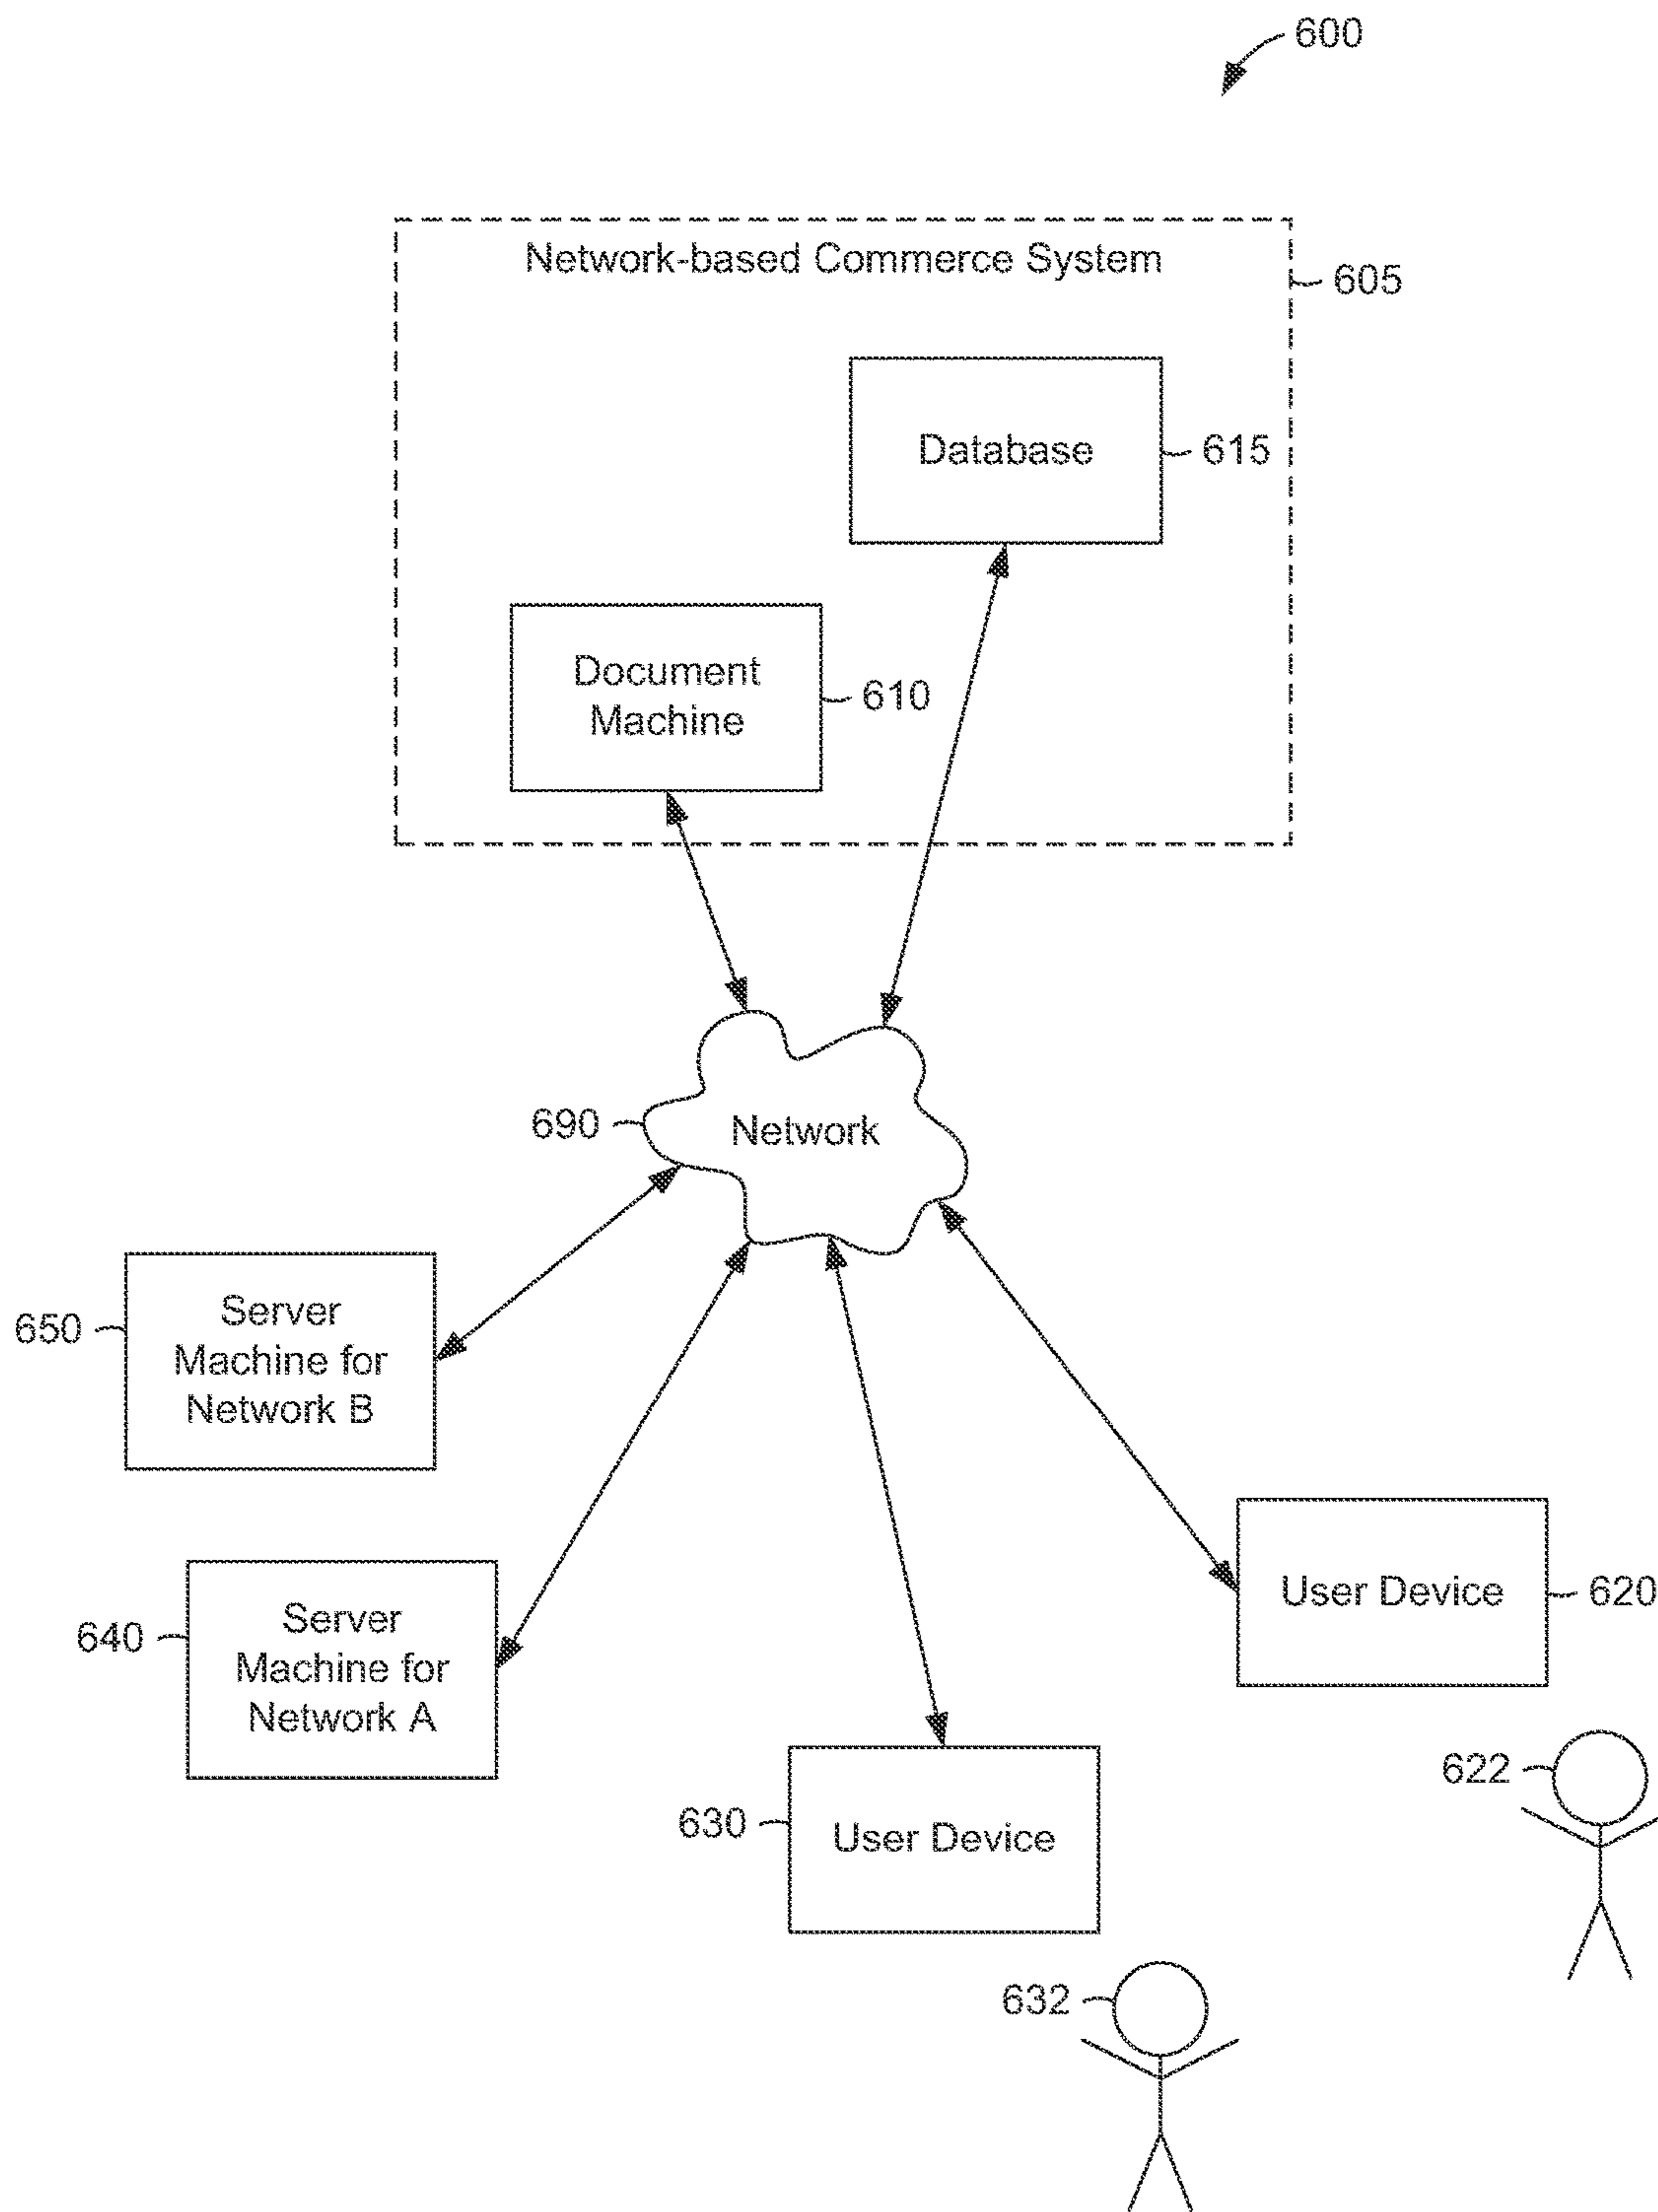 600
Network-based Commerce System
605
Database
615
Document
Machine
610
690
Network
650
Server
Machine for
Network B
640
Server
Machine for
Network A
User Device
620
622
630
User Device
632